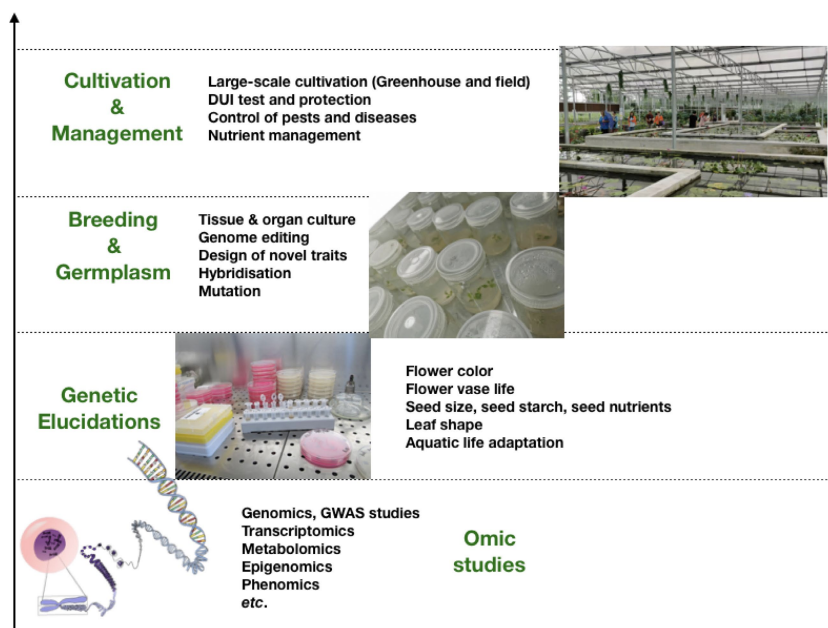 Cultivation
&
Management
Large-scale cultivation (Greenhouse and field)
DUI test and protection
Control of pests and diseases
Nutrient management
Breeding
&
Germplasm
Tissue & organ culture
Genome editing
Design of novel traits
Hybridisation
Mutation
Genetic
Elucidations
Flower color
Flower vase life
Seed size, seed starch, seed nutrients
Leaf shape
Aquatic life adaptation
Genomics, GWAS studies
Transcriptomics
Metabolomics
Epigenomics
Phenomics
etc.
Omic
studies